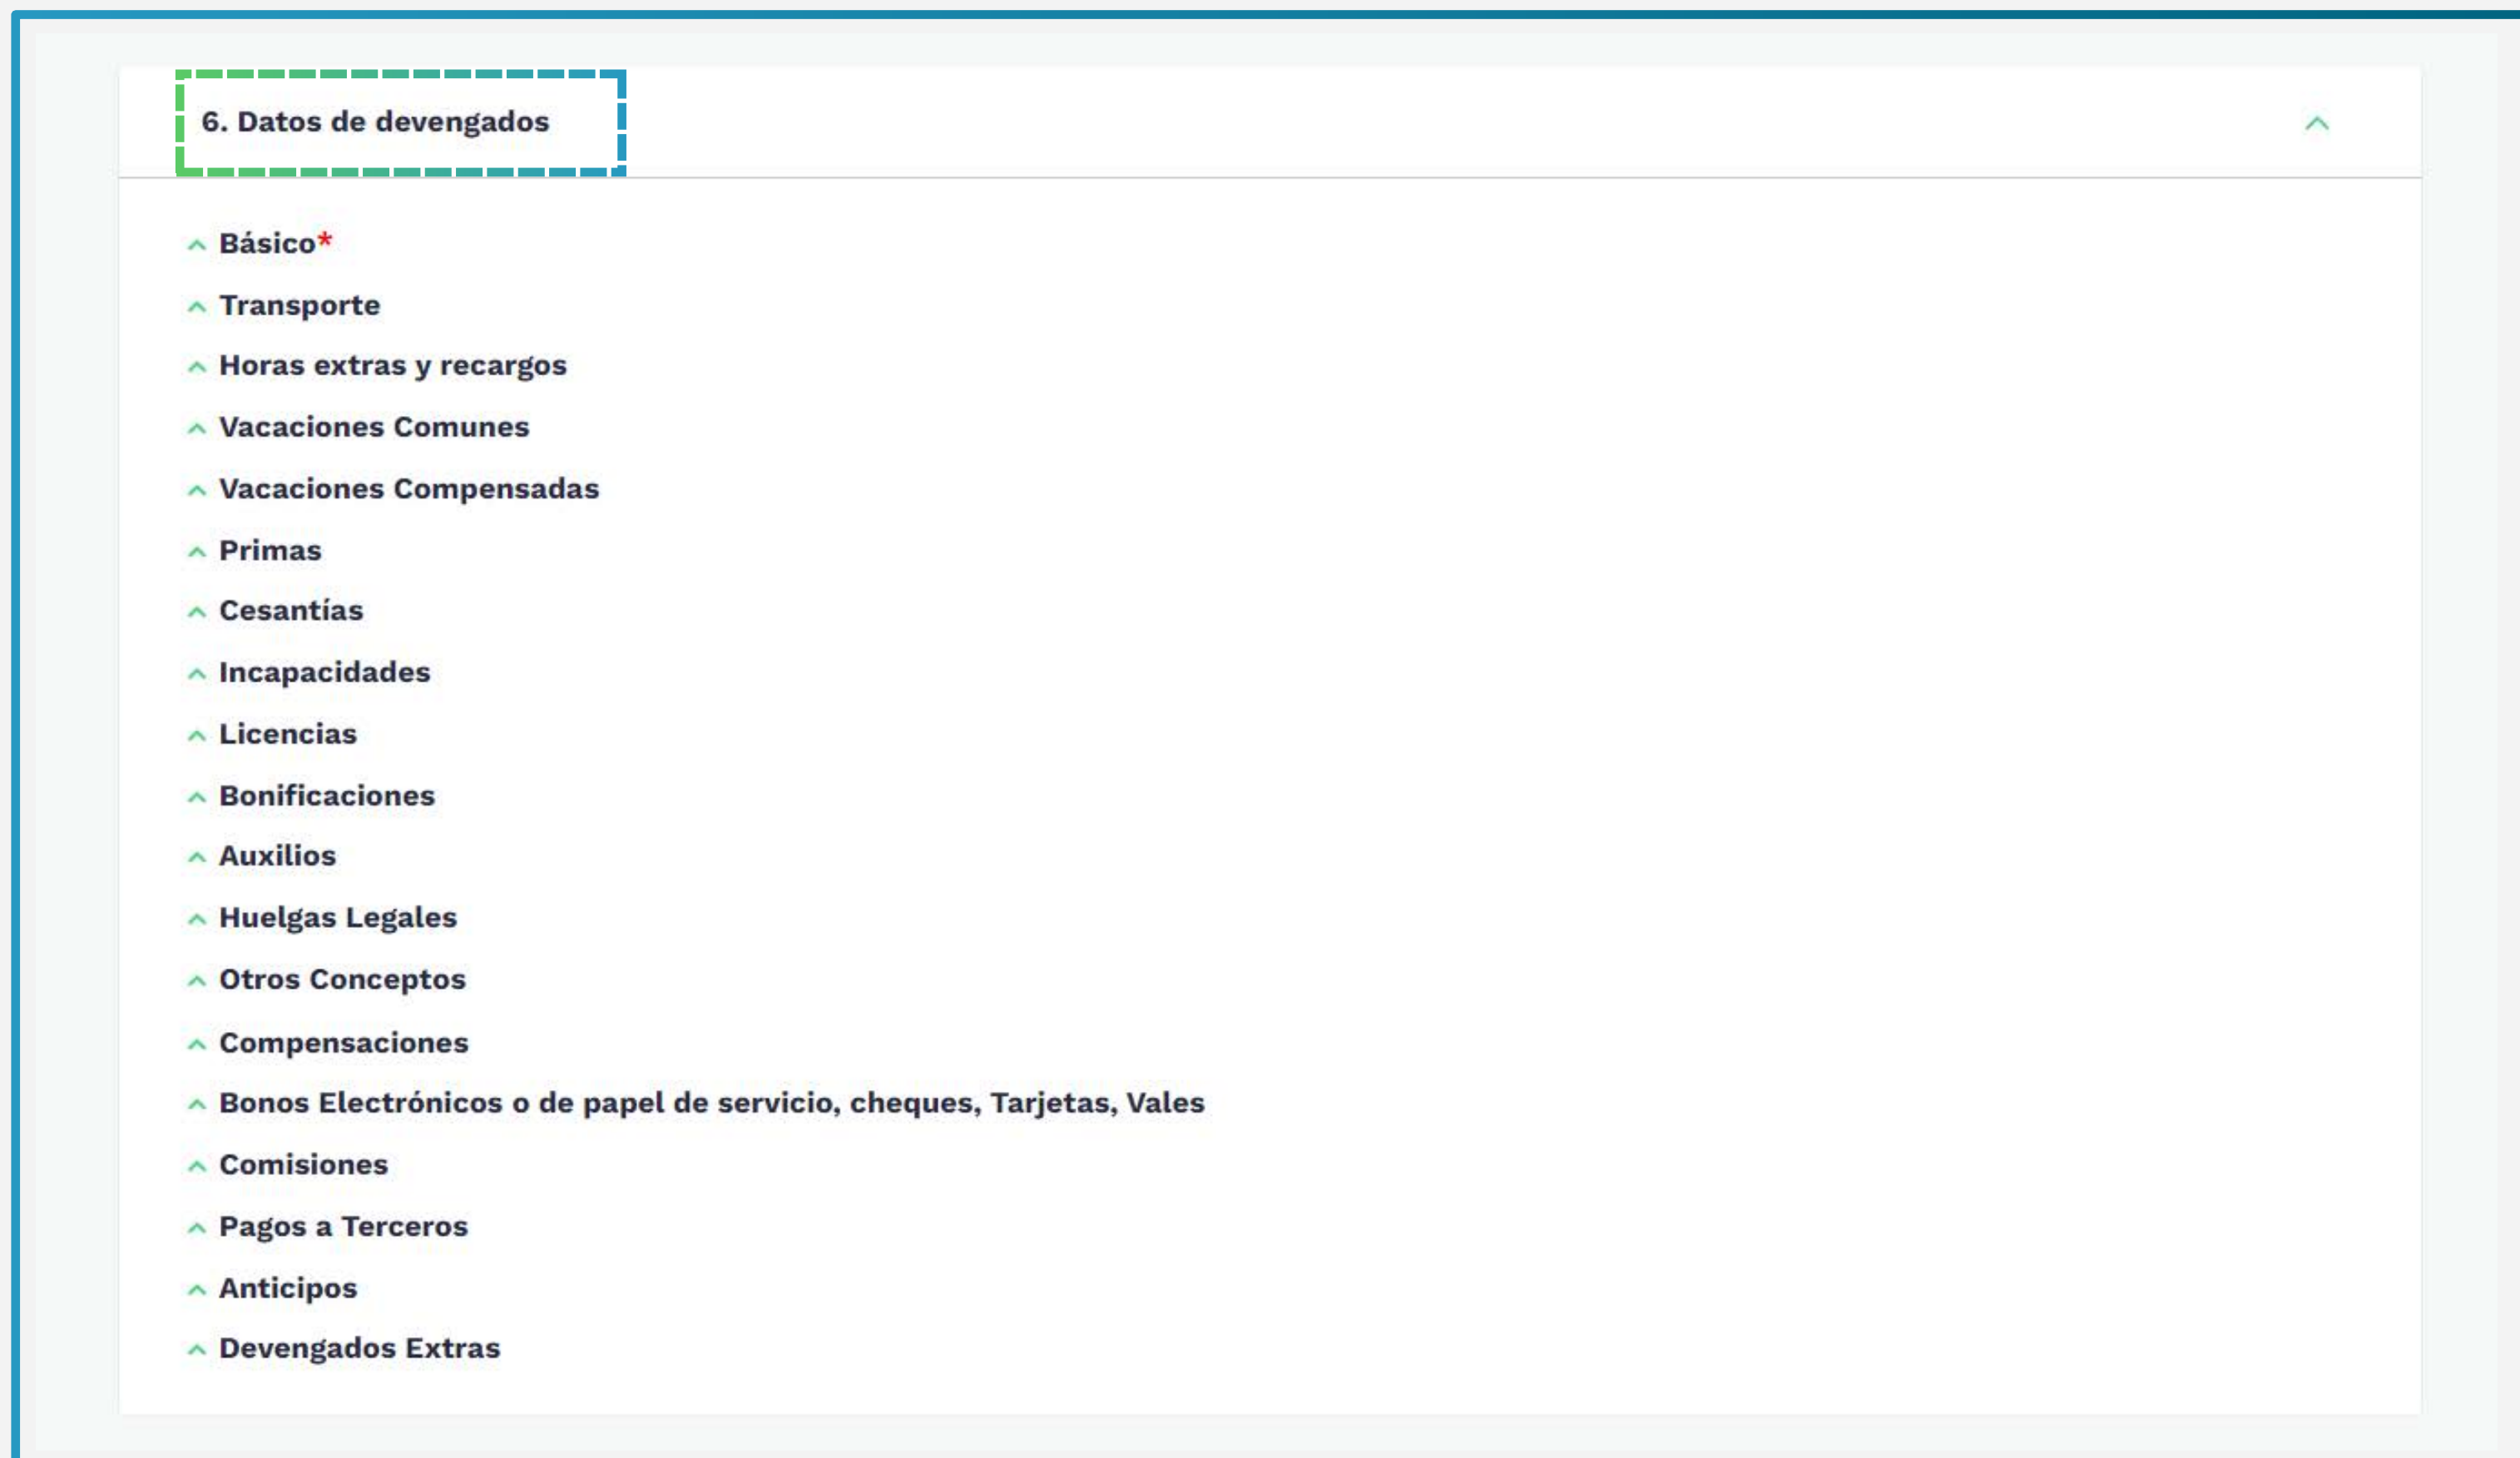 6. Datos de devengados
Básico*
Transporte
Horas extras y recargos
Vacaciones Comunes
Vacaciones Compensadas
Primas
Cesantías
Incapacidades
Licencias
Bonificaciones
Auxilios
Huelgas Legales
Otros Conceptos
Compensaciones
Bonos Electrónicos o de papel de servicio, cheques, Tarjetas, Vales
Comisiones
Pagos a Terceros
Anticipos
Devengados Extras